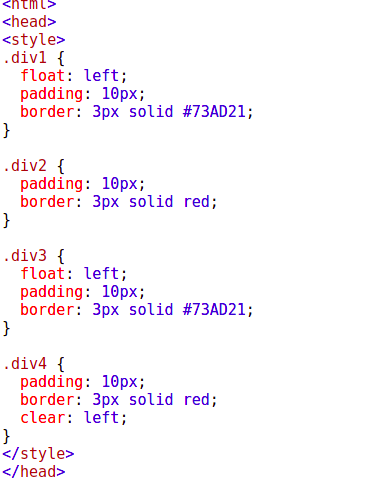 <html>
<head>
<style>
.div1 {
  float: left;
  padding: 10px;
  border: 3px solid #73AD21;
}

.div2 {
  padding: 10px;
  border: 3px solid red;
}

.div3 {
  float: left;
  padding: 10px;
  border: 3px solid #73AD21;
}

.div4 {
  padding: 10px;
  border: 3px solid red;
  clear: left;
}
</style>
</head>